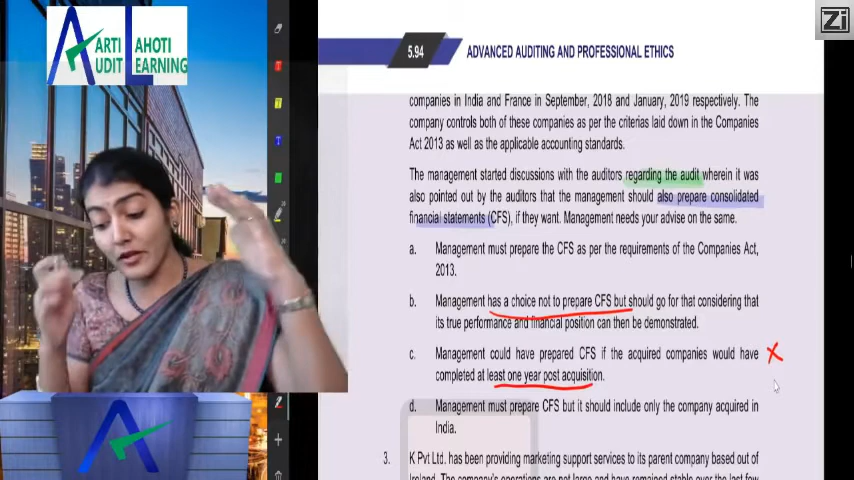 ARTI LAHOTI
AUDIT LEARNING
Zi
5.94 ADVANCED AUDITING AND PROFESSIONAL ETHICS
companies in India and France in September, 2018 and January, 2019 respectively. The
company controls both of these companies as per the criterias laid down in the Companies
Act 2013 as well as the applicable accounting standards.
The management started discussions with the auditors regarding the audit wherein it was
also pointed out by the auditors that the management should also prepare consolidated
financial statements (CFS), if they want. Management needs your advise on the same.
a. Management must prepare the CFS as per the requirements of the Companies Act,
2013.
b. Management has a choice not to prepare CFS but should go for that considering that
its true performance and financial position can then be demonstrated.
c. Management could have prepared CFS if the acquired companies would have
completed at least one year post acquisition.
d. Management must prepare CFS but it should include only the company acquired in
India.
3. K Pvt Ltd. has been providing marketing support services to its parent company based out of
Ireland. The company's operations are not large and have remained stable over the last few